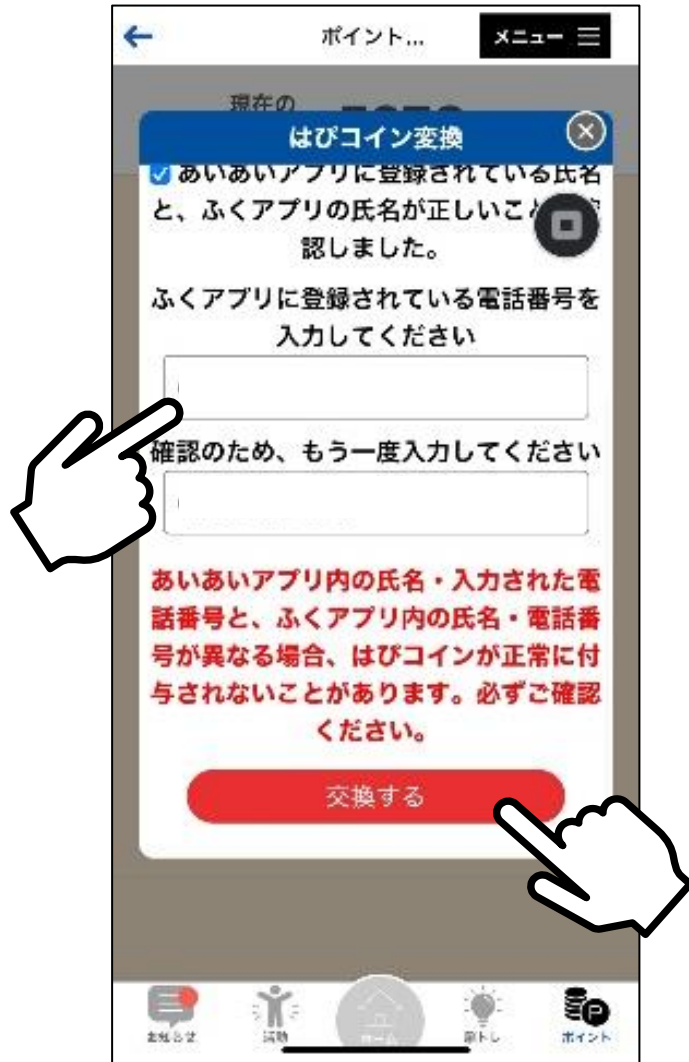 ポイント...
メニュー
現在の
はぴコイン変換
あいあいアプリに登録されている氏名
と、ふくアプリの氏名が正しいこと
認しました。
ふくアプリに登録されている電話番号を
入力してください
確認のため、もう一度入力してください
あいあいアプリ内の氏名・入力された電
話番号と、ふくアプリ内の氏名・電話番
号が異なる場合、はぴコインが正常に付
与されないことがあります。必ずご確認
ください。
交換する
お知らせ
活動
ホーム
脳トレ
P
ポイント